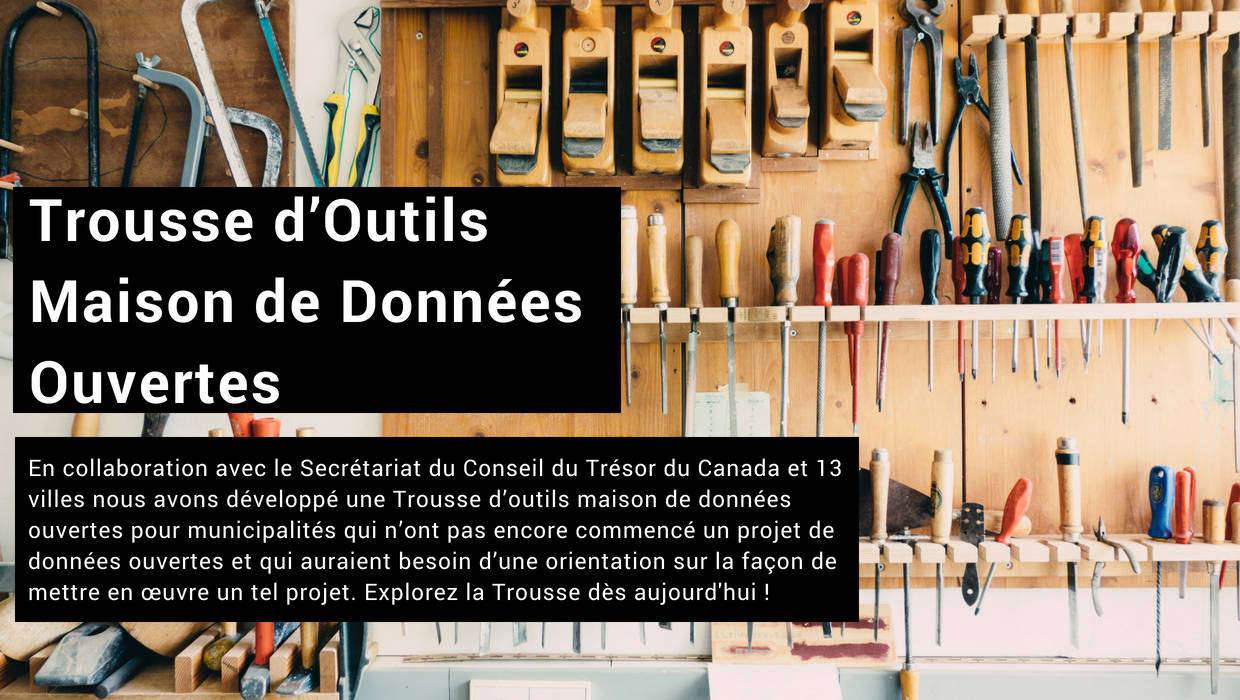 Trousse d’Outils
Maison de Données
Ouvertes
En collaboration avec le Secrétariat du Conseil du Trésor du Canada et 13
villes nous avons développé une Trousse d’outils maison de données
ouvertes pour municipalités qui n’ont pas encore commencé un projet de
données ouvertes et qui auraient besoin d’une orientation sur la façon de
mettre en œuvre un tel projet. Explorez la Trousse dès aujourd'hui !